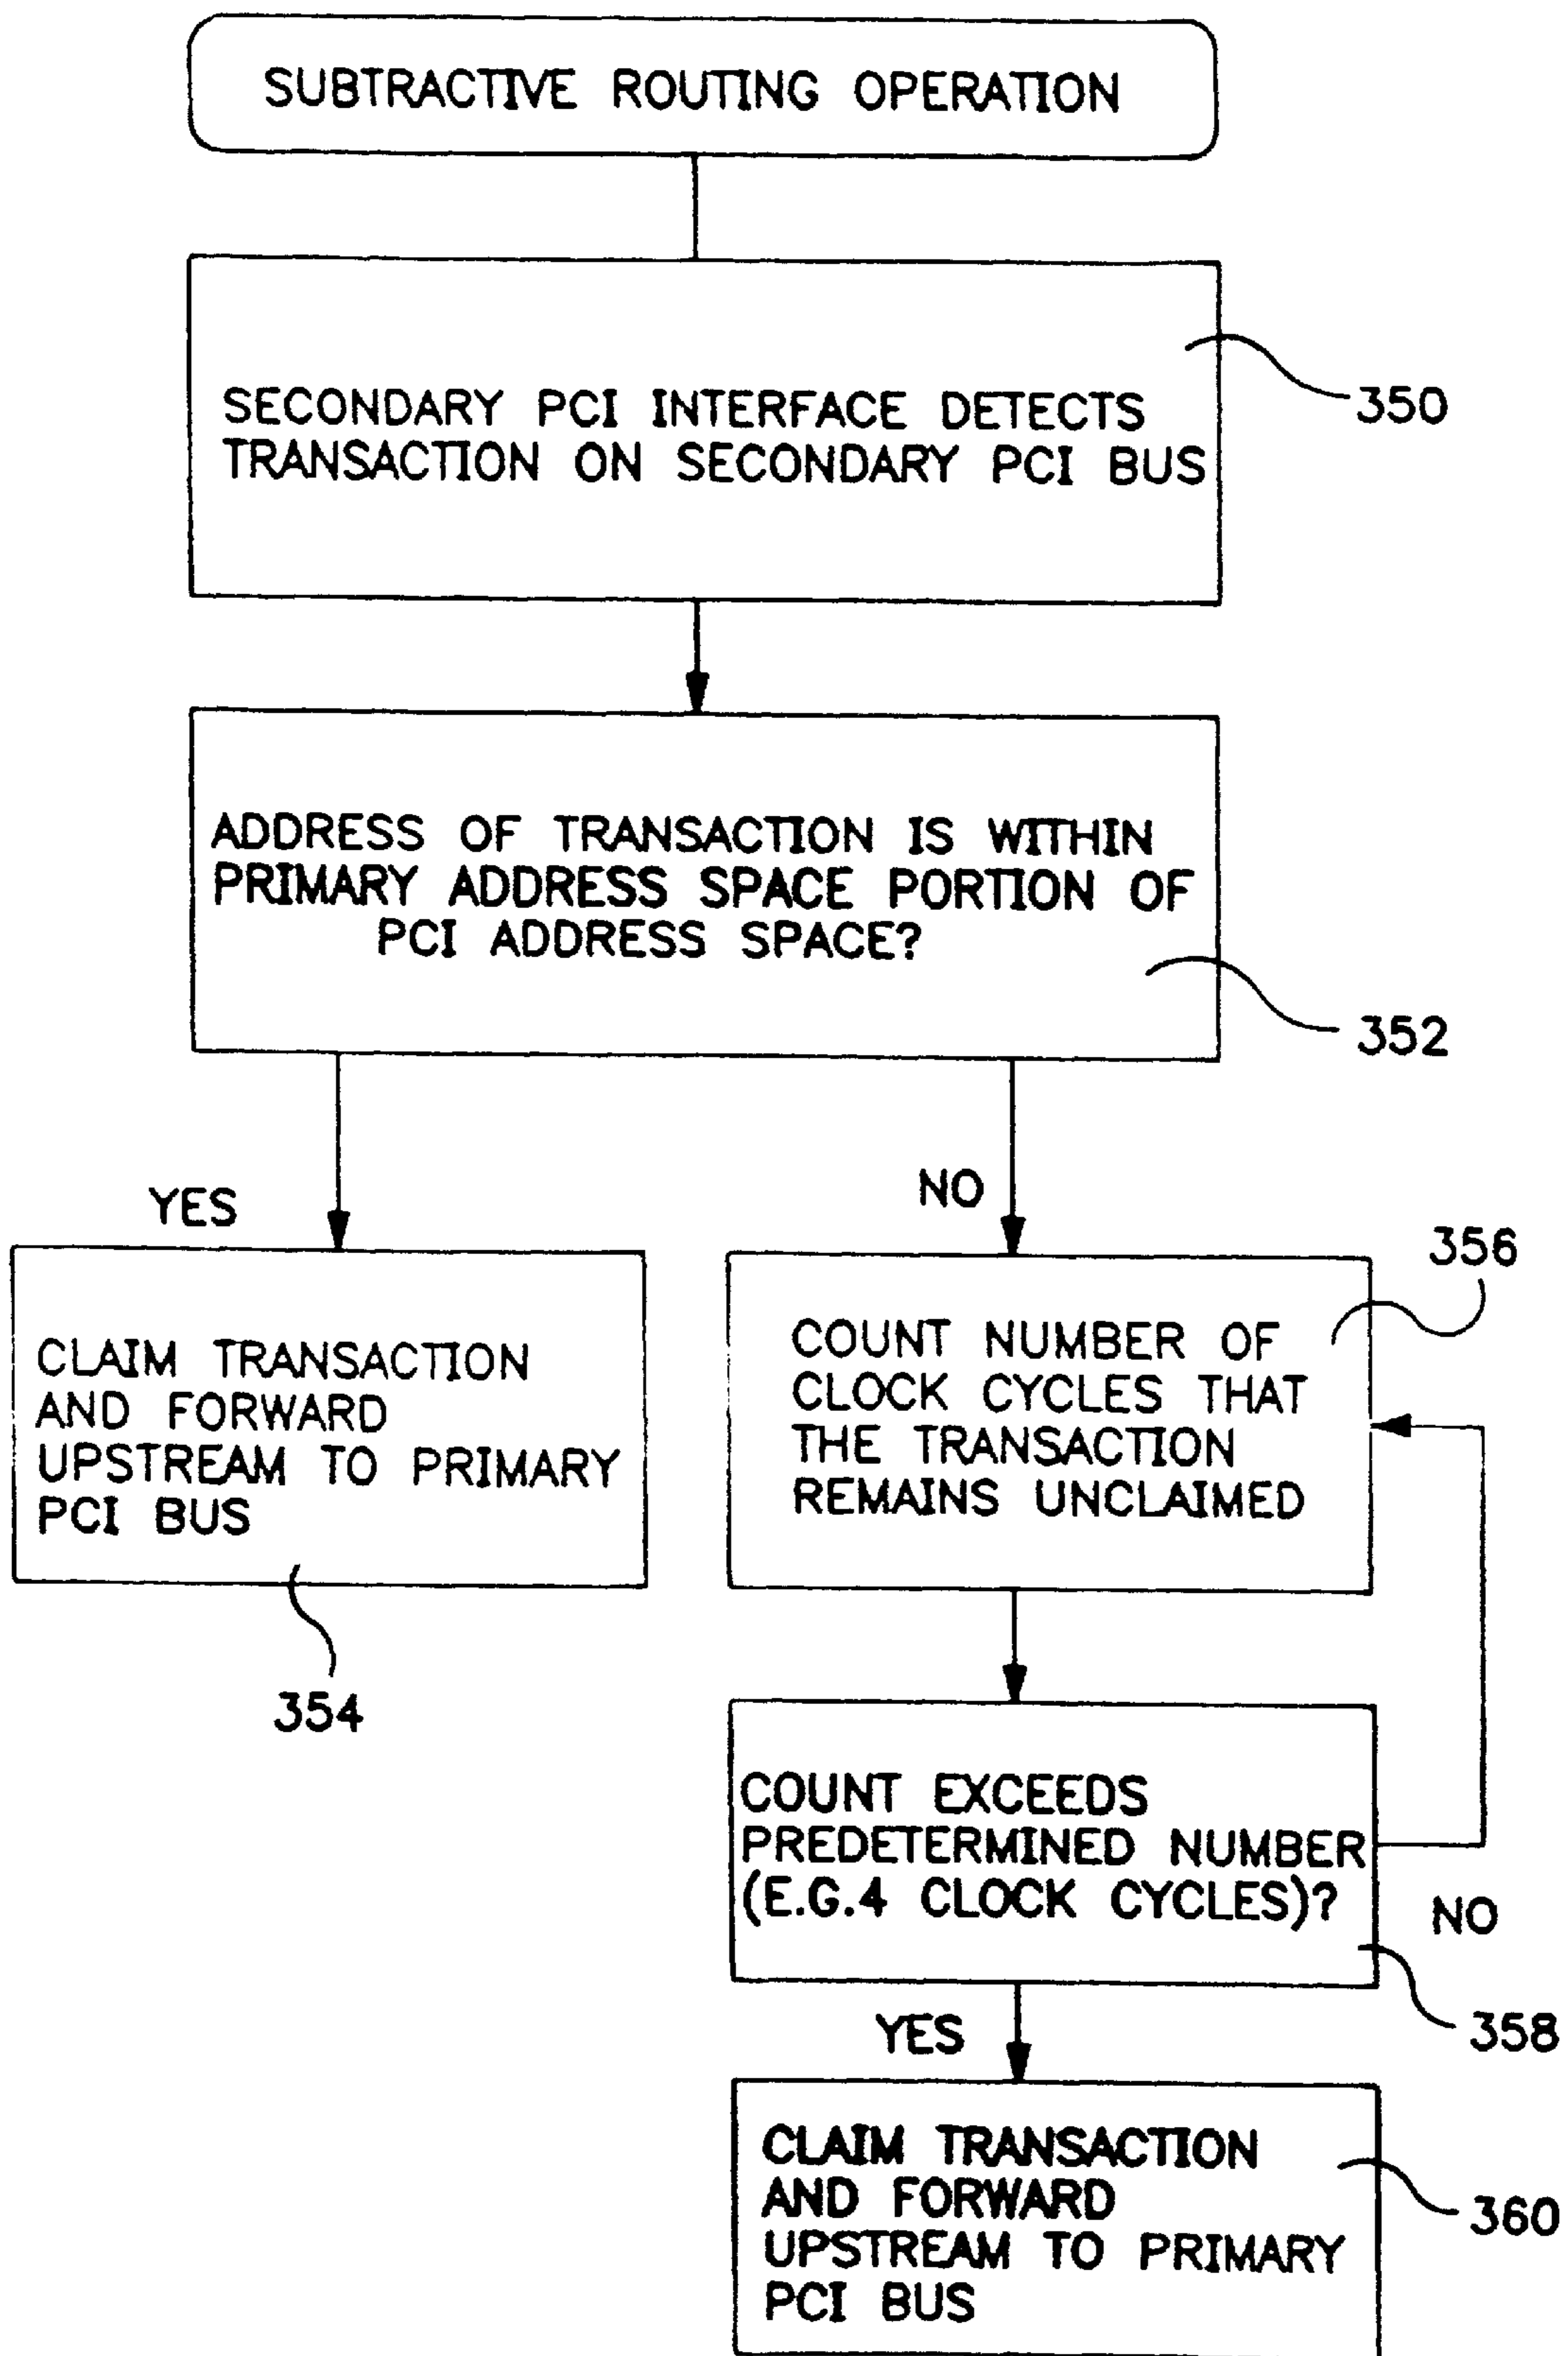 SUBTRACTIVE ROUTING OPERATION
SECONDARY PCI INTERFACE DETECTS
TRANSACTION ON SECONDARY PCI BUS
350
ADDRESS OF TRANSACTION IS WITHIN
PRIMARY ADDRESS SPACE PORTION OF
PCI ADDRESS SPACE?
352
YES
NO
CLAIM TRANSACTION
AND FORWARD
UPSTREAM TO PRIMARY
PCI BUS
354
356
COUNT NUMBER OF
CLOCK CYCLES THAT
THE TRANSACTION
REMAINS UNCLAIMED
COUNT EXCEEDS
PREDETERMINED NUMBER
(E.G.4 CLOCK CYCLES)?
NO
358
YES
CLAIM TRANSACTION
AND FORWARD
UPSTREAM TO PRIMARY
PCI BUS
360